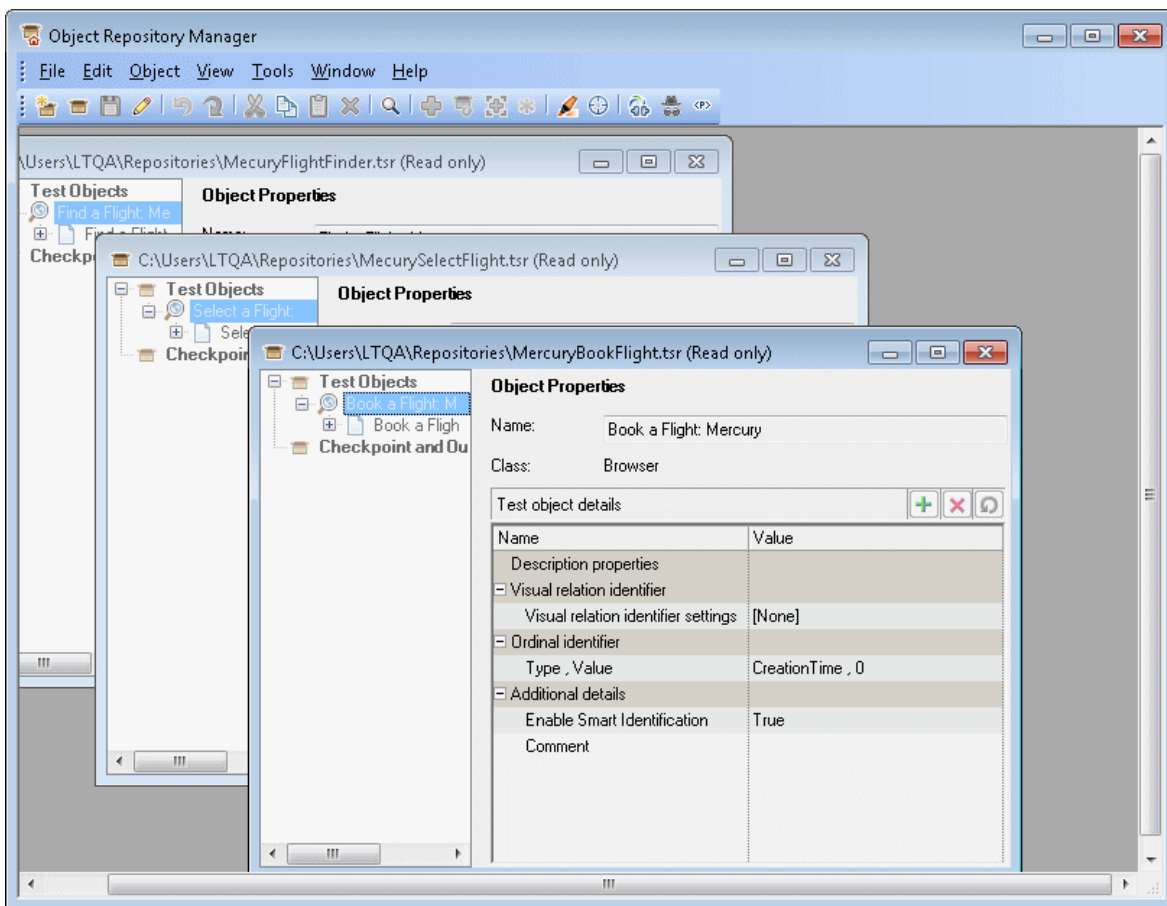 Object Repository Manager
File Edit Object View Tools Window Help
\Users\LTQA\Repositories\MecuryFlightFinder.tsr (Read only)
Test Objects
Object Properties
Find a Flight: Me
Checkp
C:\Users\LTQA\Repositories\MecurySelectFlight.tsr (Read only)
Test Objects
Object Properties
Select a Flight:
Sele
Checkpoin
C:\Users\LTQA\Repositories\MercuryBookFlight.tsr (Read only)
Test Objects
Book a Flight: M
Book a Fligh
Checkpoint and Ou
Object Properties
Name: Book a Flight: Mercury
Class: Browser
Test object details
Name Value
Description properties
Visual relation identifier
Visual relation identifier settings [None]
Ordinal identifier
Type , Value CreationTime , 0
Additional details
Enable Smart Identification True
Comment